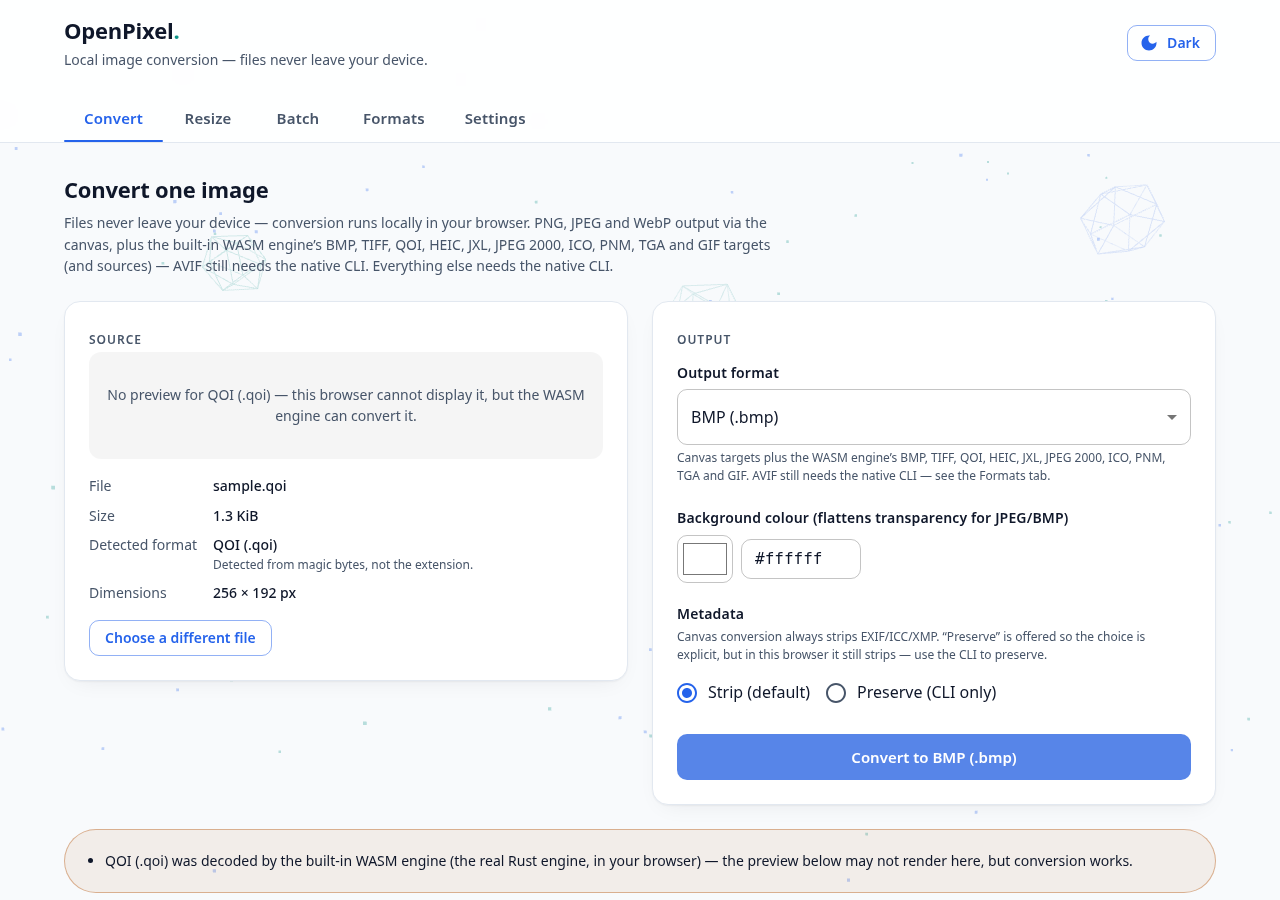 OpenPixel.
Local image conversion — files never leave your device.
Dark
Convert
Resize
Batch
Formats
Settings
Convert one image
Files never leave your device — conversion runs locally in your browser. PNG, JPEG and WebP output via the
canvas, plus the built-in WASM engine’s BMP, TIFF, QOI, HEIC, JXL, JPEG 2000, ICO, PNM, TGA and GIF targets
(and sources) — AVIF still needs the native CLI. Everything else needs the native CLI.
SOURCE
No preview for QOI (.qoi) — this browser cannot display it, but the WASM
engine can convert it.
File sample.qoi
Size 1.3 KiB
Detected format QOI (.qoi)
Detected from magic bytes, not the extension.
Dimensions 256 × 192 px
Choose a different file
OUTPUT
Output format
BMP (.bmp)
Canvas targets plus the WASM engine’s BMP, TIFF, QOI, HEIC, JXL, JPEG 2000, ICO, PNM,
TGA and GIF. AVIF still needs the native CLI — see the Formats tab.
Background colour (flattens transparency for JPEG/BMP)
#ffffff
Metadata
Canvas conversion always strips EXIF/ICC/XMP. “Preserve” is offered so the choice is
explicit, but in this browser it still strips — use the CLI to preserve.
Strip (default)
Preserve (CLI only)
Convert to BMP (.bmp)
QOI (.qoi) was decoded by the built-in WASM engine (the real Rust engine, in your browser) — the preview below may not render here, but conversion works.